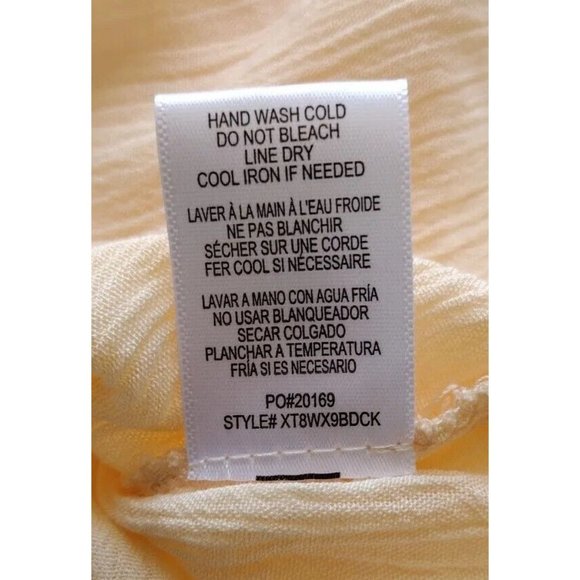 HAND WASH COLD
DO NOT BLEACH
LINE DRY
COOL IRON IF NEEDED
LAVER À LA MAIN À L'EAU FROIDE
NE PAS BLANCHIR
SÉCHER SUR UNE CORDE
FER COOL SI NÉCESSAIRE
LAVAR A MANO CON AGUA FRÍA
NO USAR BLANQUEADOR
SECAR COLGADO
PLANCHAR A TEMPERATURA
FRÍA SI ES NECESARIO
PO#20169
STYLE# XT8WX9BDCK